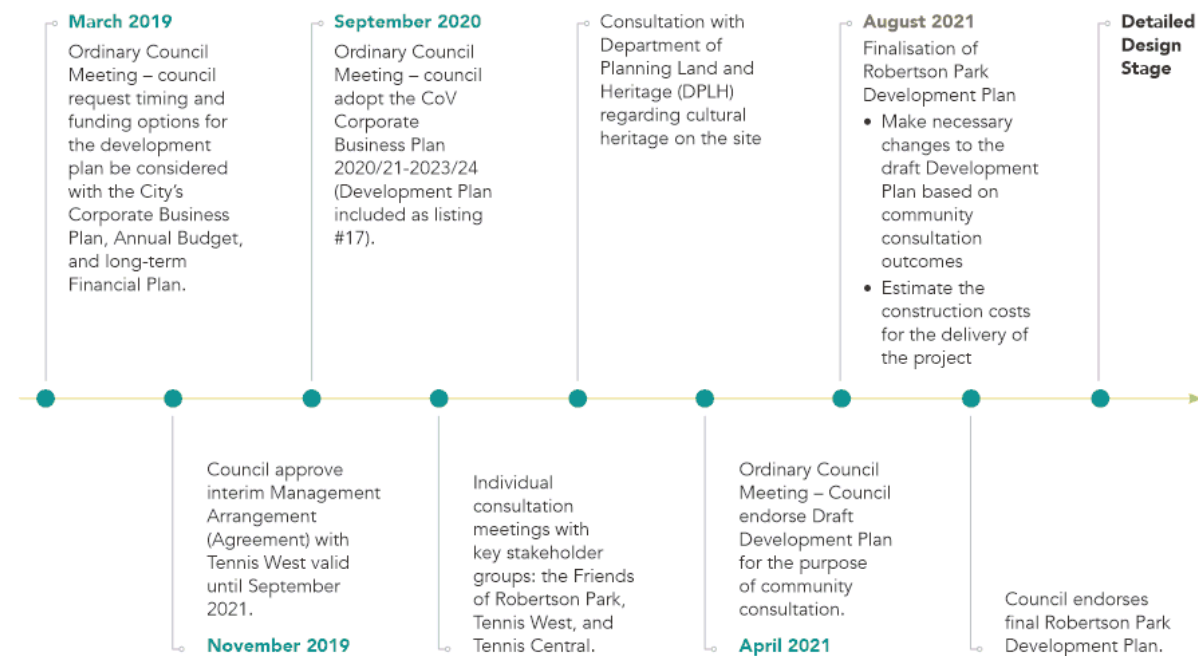 March 2019
Ordinary Council
Meeting – council
request timing and
funding options for
the development
plan be considered
with the City's
Corporate Business
Plan, Annual Budget,
and long-term
Financial Plan.
September 2020
Ordinary Council
Meeting – council
adopt the CoV
Corporate
Business Plan
2020/21-2023/24
(Development Plan
included as listing
#17).
Consultation with
Department of
Planning Land and
Heritage (DPLH)
regarding cultural
heritage on the site
August 2021
Finalisation of
Robertson Park
Development Plan
• Make necessary
changes to the
draft Development
Plan based on
community
consultation
outcomes
• Estimate the
construction costs
for the delivery of
the project
Detailed
Design
Stage
Council approve
interim Management
Arrangement
(Agreement) with
Tennis West valid
until September
2021.
November 2019
Individual
consultation
meetings with
key stakeholder
groups: the Friends
of Robertson Park,
Tennis West, and
Tennis Central.
Ordinary Council
Meeting – Council
endorse Draft
Development Plan
for the purpose
of community
consultation.
April 2021
Council endorses
final Robertson Park
Development Plan.